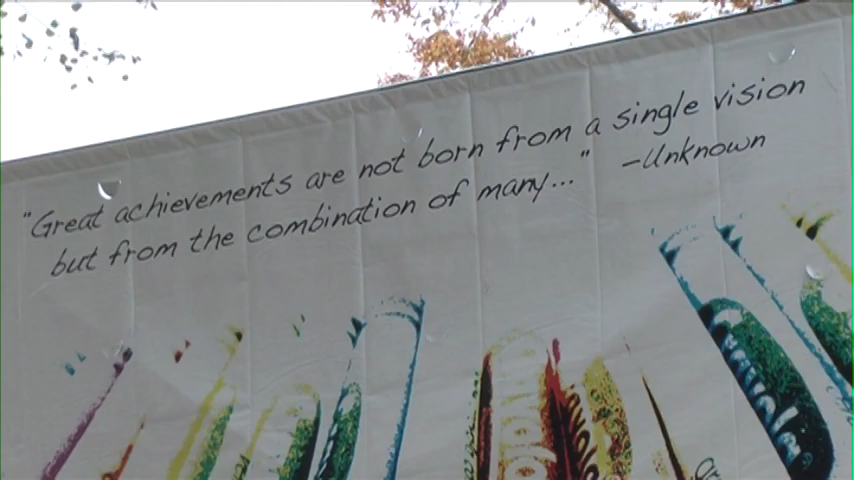 "Great achievements are not born from a single vision
but from the combination of many..." -Unknown